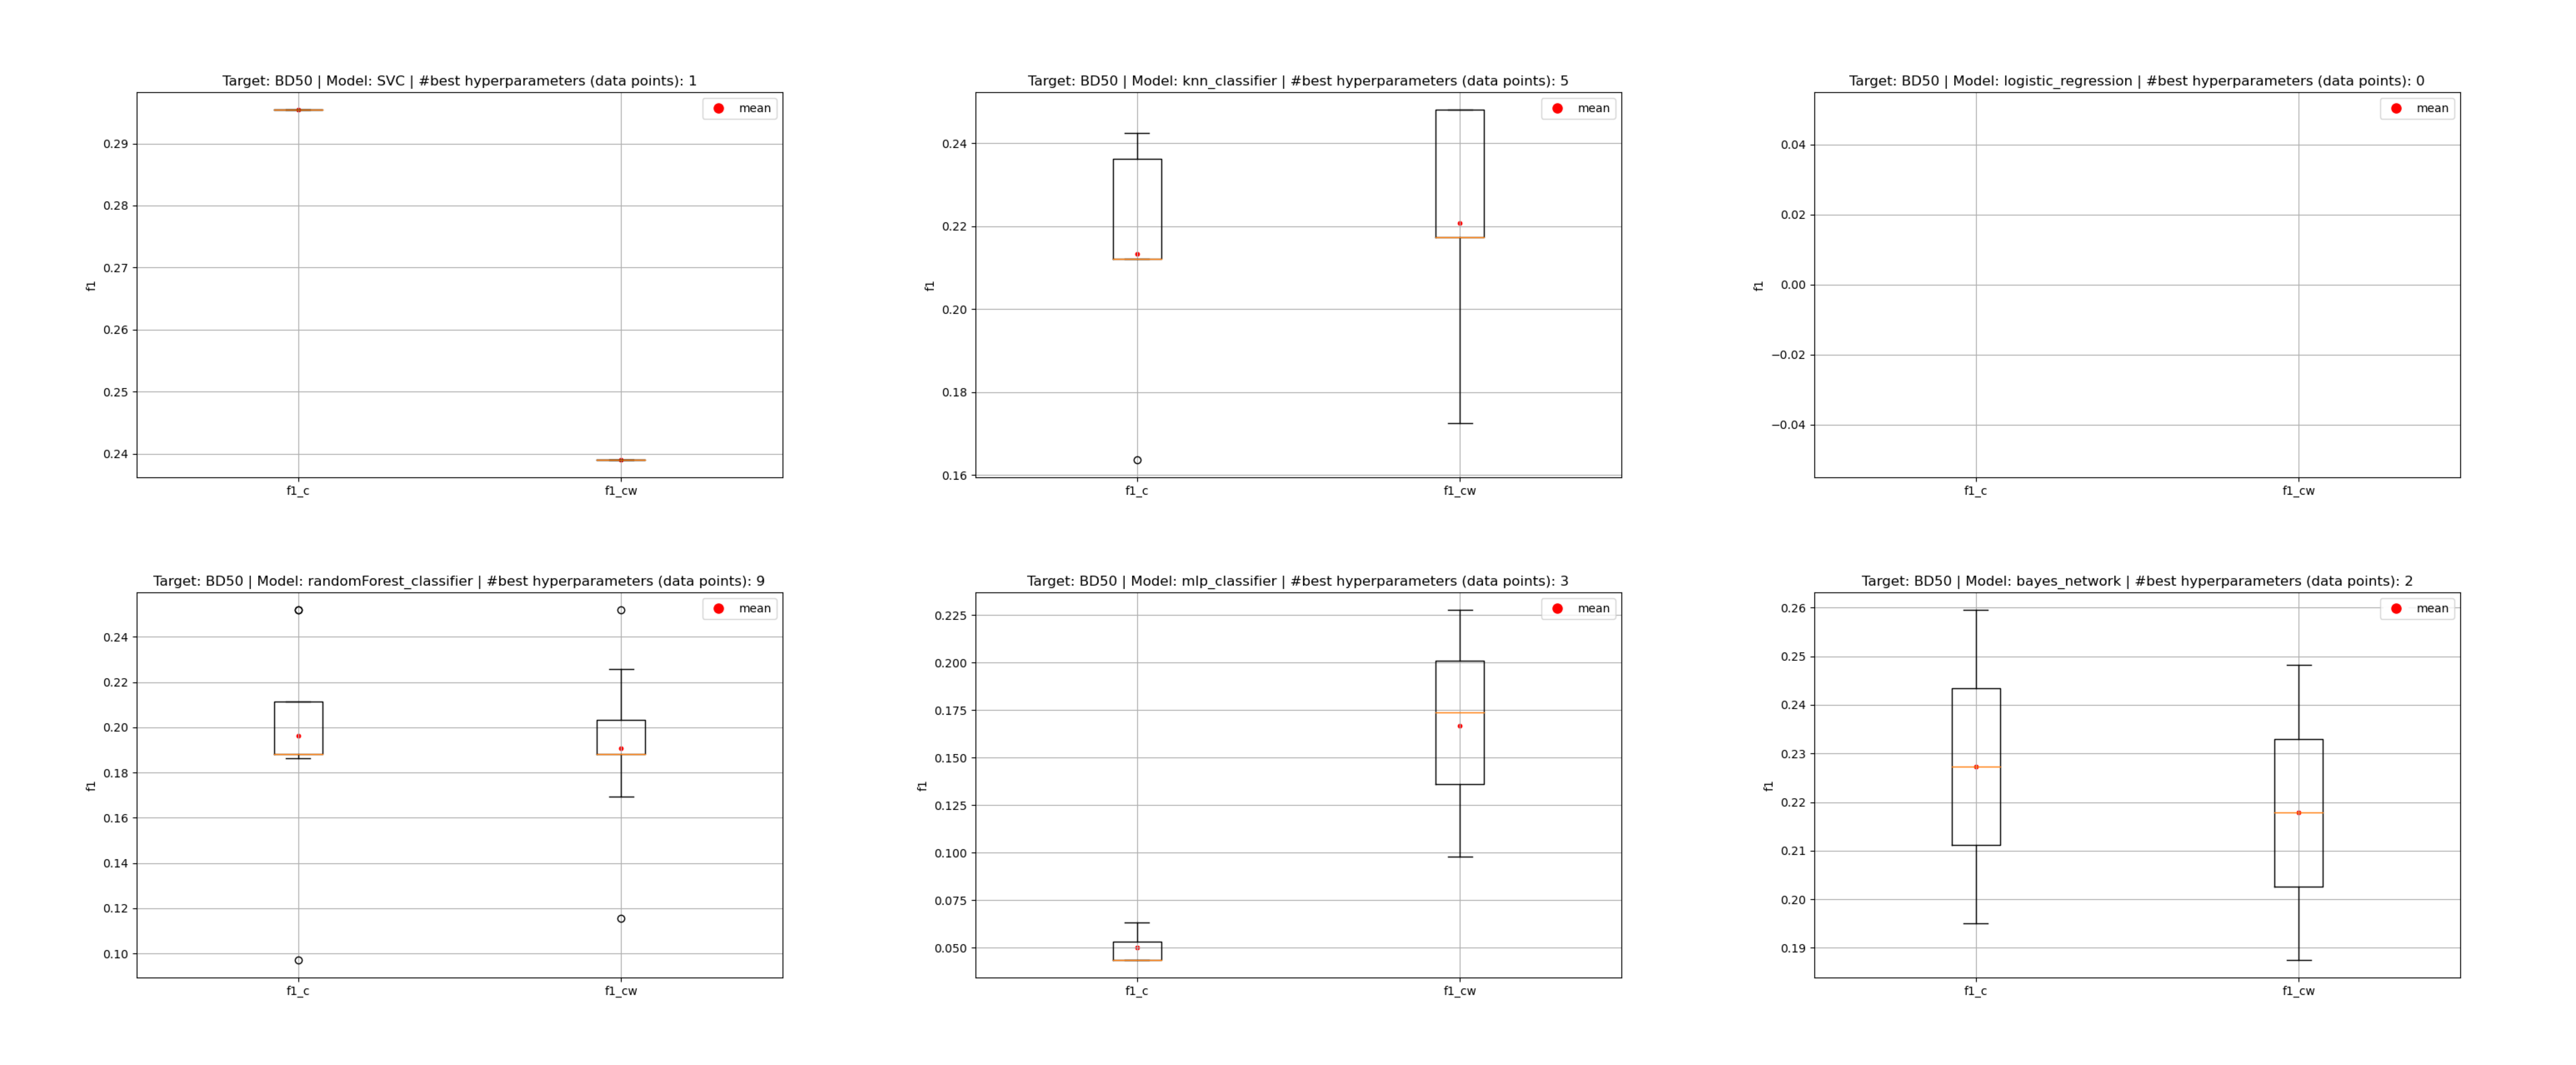 Target: BD50 | Model: SVC | #best hyperparameters (data points): 1
mean
0.29
0.28
0.27
0.26
0.25
0.24
f1
f1_c f1_cw
Target: BD50 | Model: knn_classifier | #best hyperparameters (data points): 5
mean
0.24
0.22
0.20
0.18
0.16
f1
f1_c f1_cw
Target: BD50 | Model: logistic_regression | #best hyperparameters (data points): 0
mean
0.04
0.02
0.00
−0.02
−0.04
f1
f1_c f1_cw
Target: BD50 | Model: randomForest_classifier | #best hyperparameters (data points): 9
mean
0.24
0.22
0.20
0.18
0.16
0.14
0.12
0.10
f1
f1_c f1_cw
Target: BD50 | Model: mlp_classifier | #best hyperparameters (data points): 3
mean
0.225
0.200
0.175
0.150
0.125
0.100
0.075
0.050
f1
f1_c f1_cw
Target: BD50 | Model: bayes_network | #best hyperparameters (data points): 2
mean
0.26
0.25
0.24
0.23
0.22
0.21
0.20
0.19
f1
f1_c f1_cw